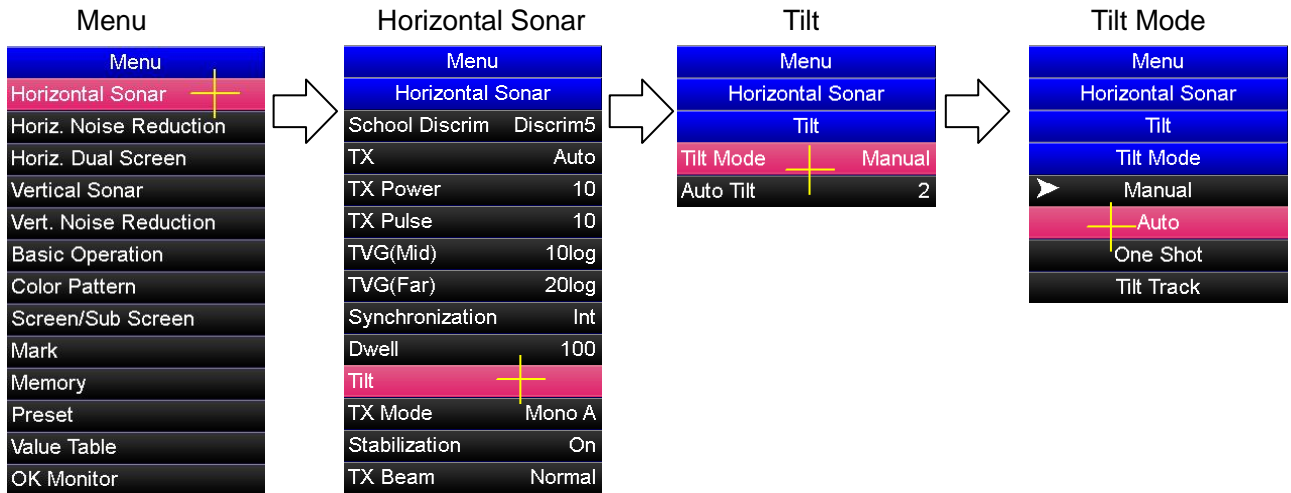 Menu
Menu
Horizontal Sonar
Horiz. Noise Reduction
Horiz. Dual Screen
Vertical Sonar
Vert. Noise Reduction
Basic Operation
Color Pattern
Screen/Sub Screen
Mark
Memory
Preset
Value Table
OK Monitor
Horizontal Sonar
Menu
Horizontal Sonar
School Discrim Discrim5
TX Auto
TX Power 10
TX Pulse 10
TVG(Mid) 10log
TVG(Far) 20log
Synchronization Int
Dwell 100
Tilt
TX Mode Mono A
Stabilization On
TX Beam Normal
Tilt
Menu
Horizontal Sonar
Tilt
Tilt Mode Manual
Auto Tilt 2
Tilt Mode
Menu
Horizontal Sonar
Tilt
Tilt Mode
Manual
Auto
One Shot
Tilt Track